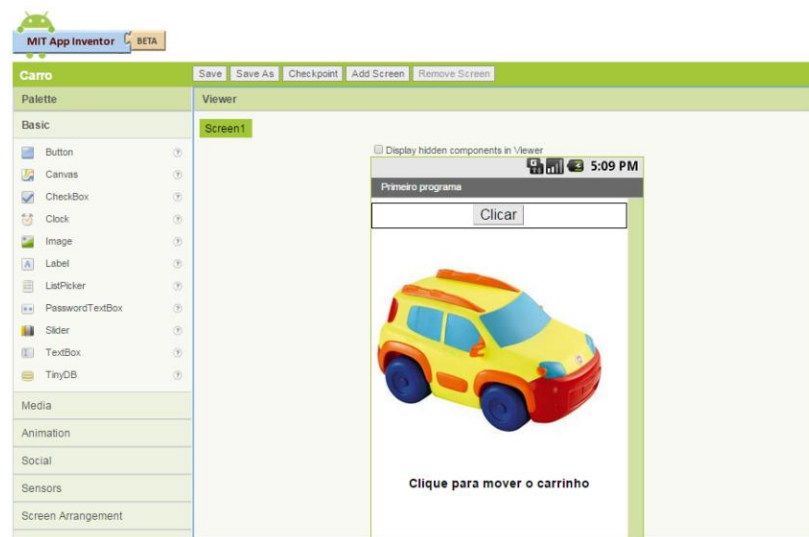 MIT App Inventor BETA
Carro Save Save As Checkpoint Add Screen Remove Screen
Palette Viewer
Basic Screen1
Display hidden components in Viewer
Button
5:09 PM
Canvas
Primeiro programa
CheckBox
Clicar
Clock
Image
Label
ListPicker
PasswordTextBox
Slider
TextBox
TinyDB
Media
Animation
Social
Clique para mover o carrinho
Sensors
Screen Arrangement